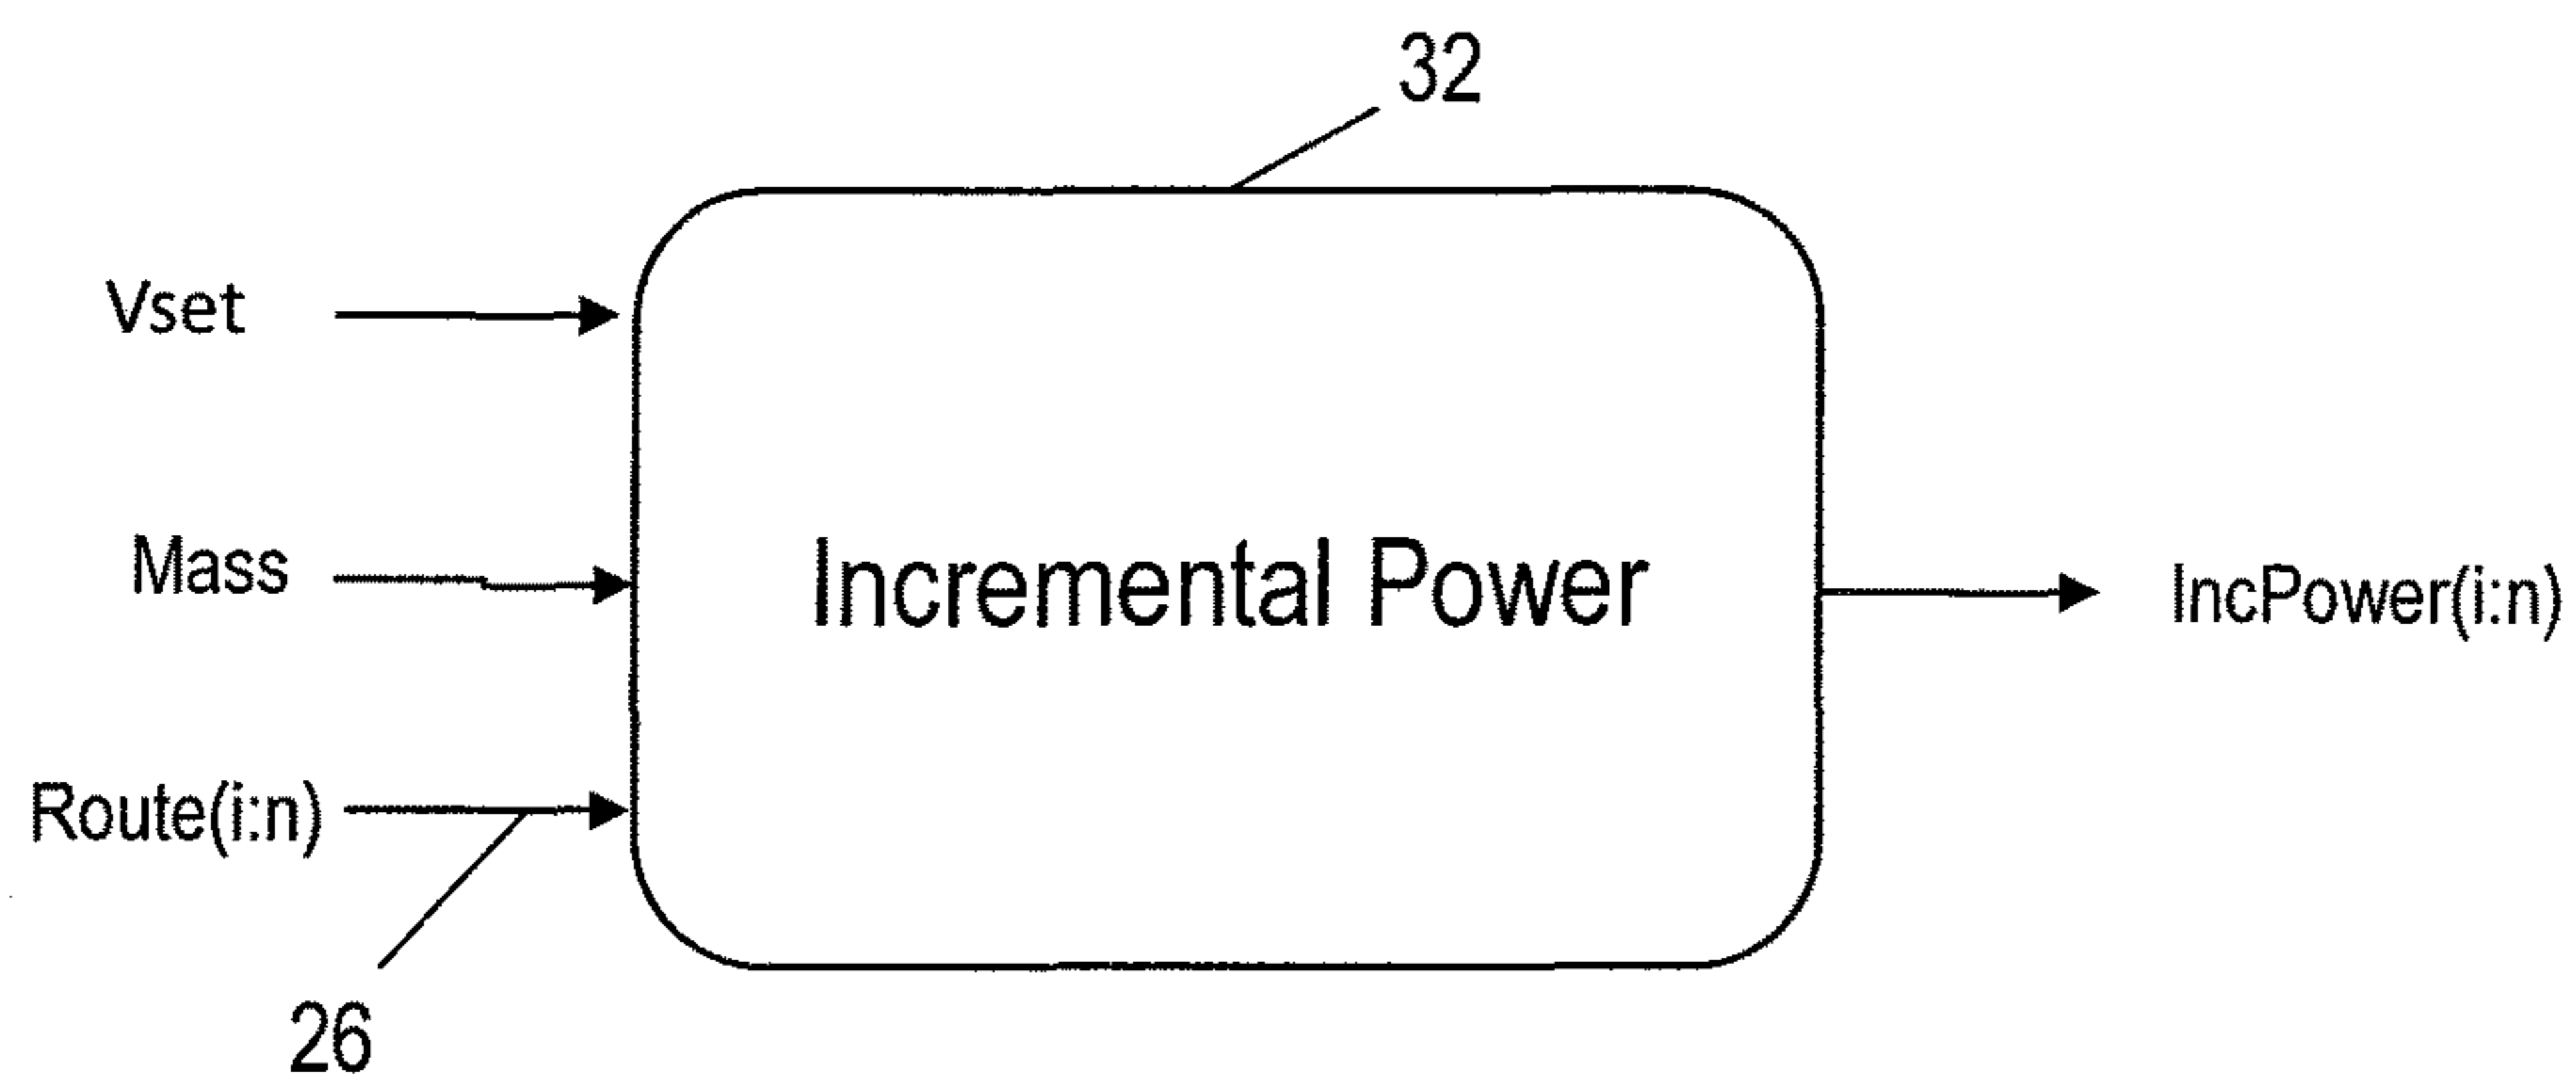 32
Vset
Mass
Incremental Power
IncPower(i:n)
Route(i:n)
26